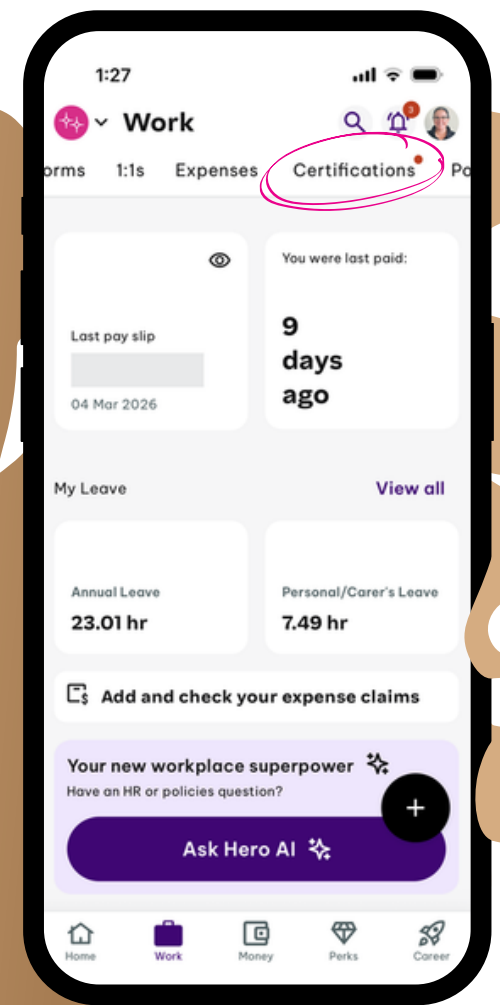 1:27
Work
3
orms 1:1s Expenses Certifications Po
Last pay slip
04 Mar 2026
You were last paid:
9
days
ago
My Leave
View all
Annual Leave
23.01 hr
Personal/Carer's Leave
7.49 hr
Add and check your expense claims
Your new workplace superpower
Have an HR or policies question?
+
Ask Hero AI
Home
Work
Money
Perks
Career